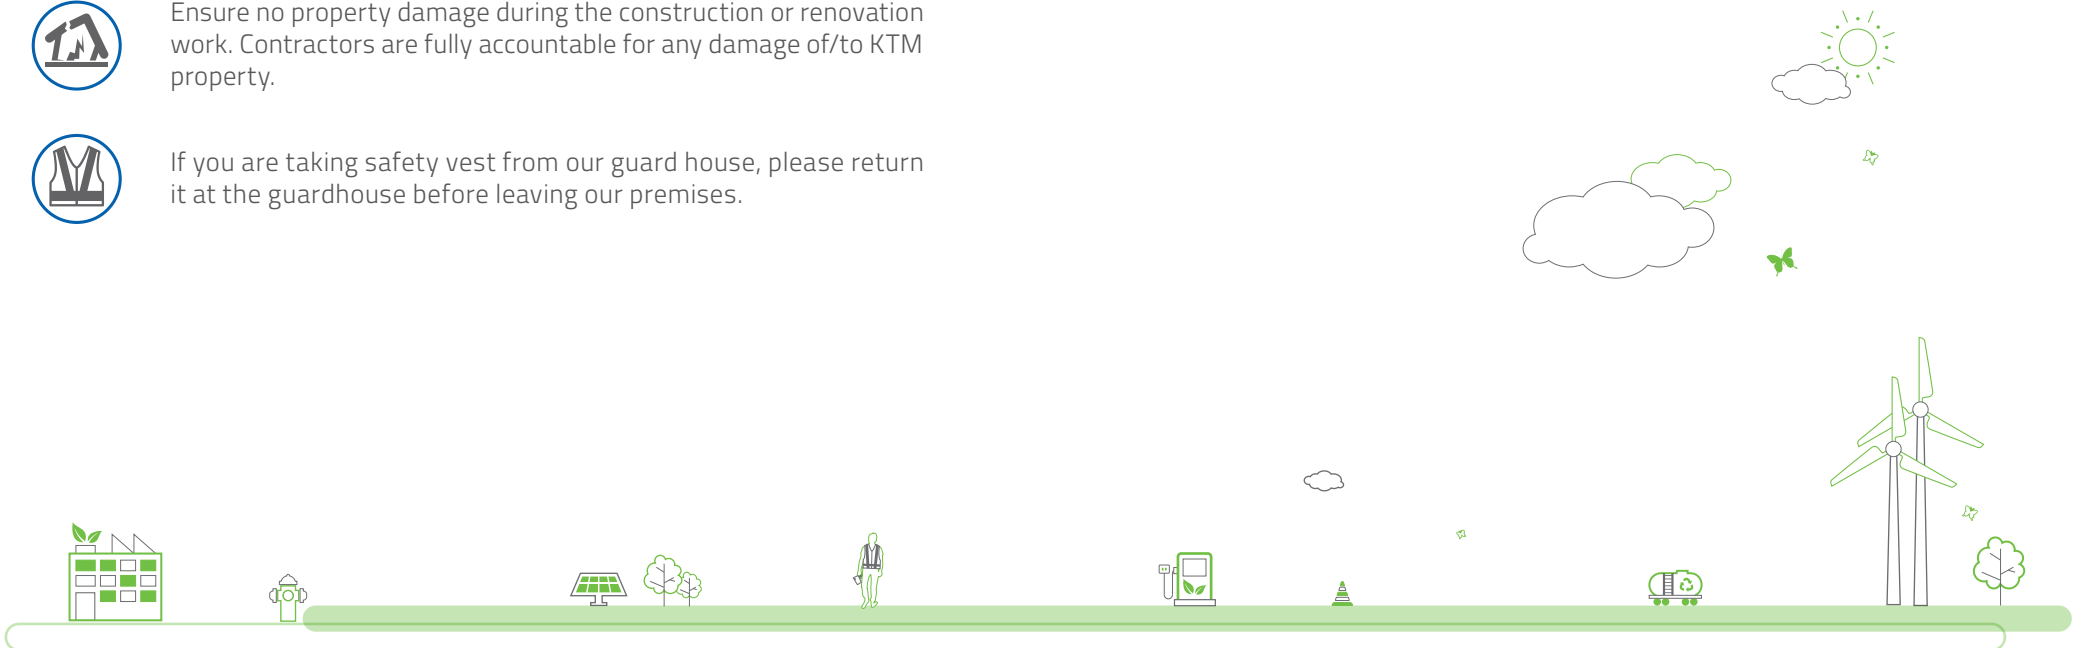 Ensure no property damage during the construction or renovation
work. Contractors are fully accountable for any damage of/to KTM
property.
If you are taking safety vest from our guard house, please return
it at the guardhouse before leaving our premises.